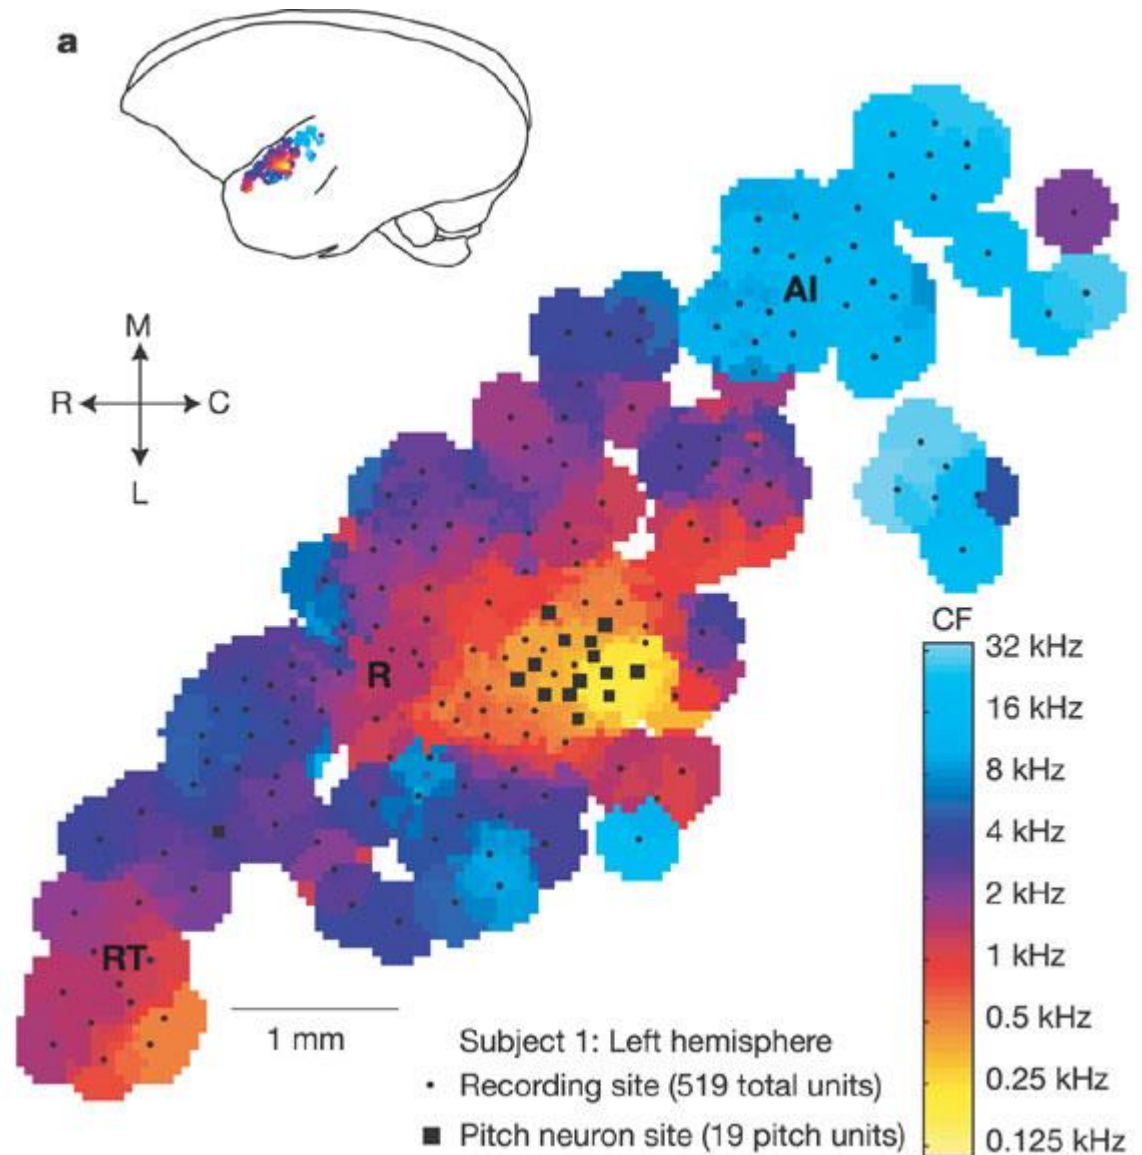 a
M
R C
L
AI
R
RT
CF
32 kHz
16 kHz
8 kHz
4 kHz
2 kHz
1 kHz
0.5 kHz
0.25 kHz
0.125 kHz
1 mm
Subject 1: Left hemisphere
Recording site (519 total units)
Pitch neuron site (19 pitch units)